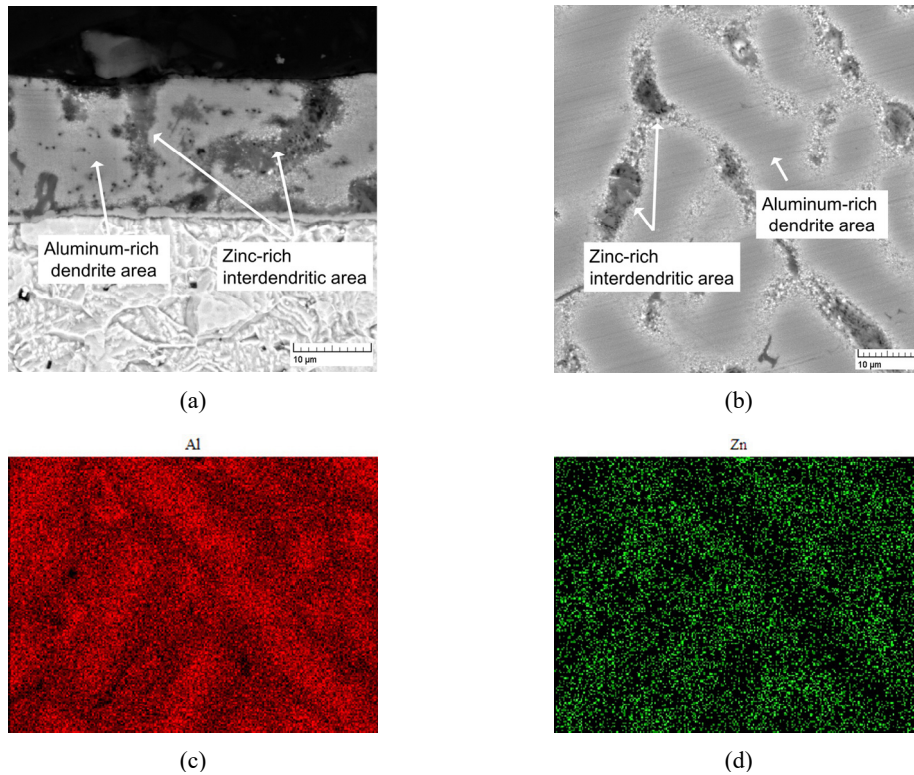 Aluminum-rich
dendrite area
Zinc-rich
interdendritic area
10 µm
Aluminum-rich
dendrite area
Zinc-rich
interdendritic area
10 µm
(a)
(b)
Al
Zn
(c)
(d)